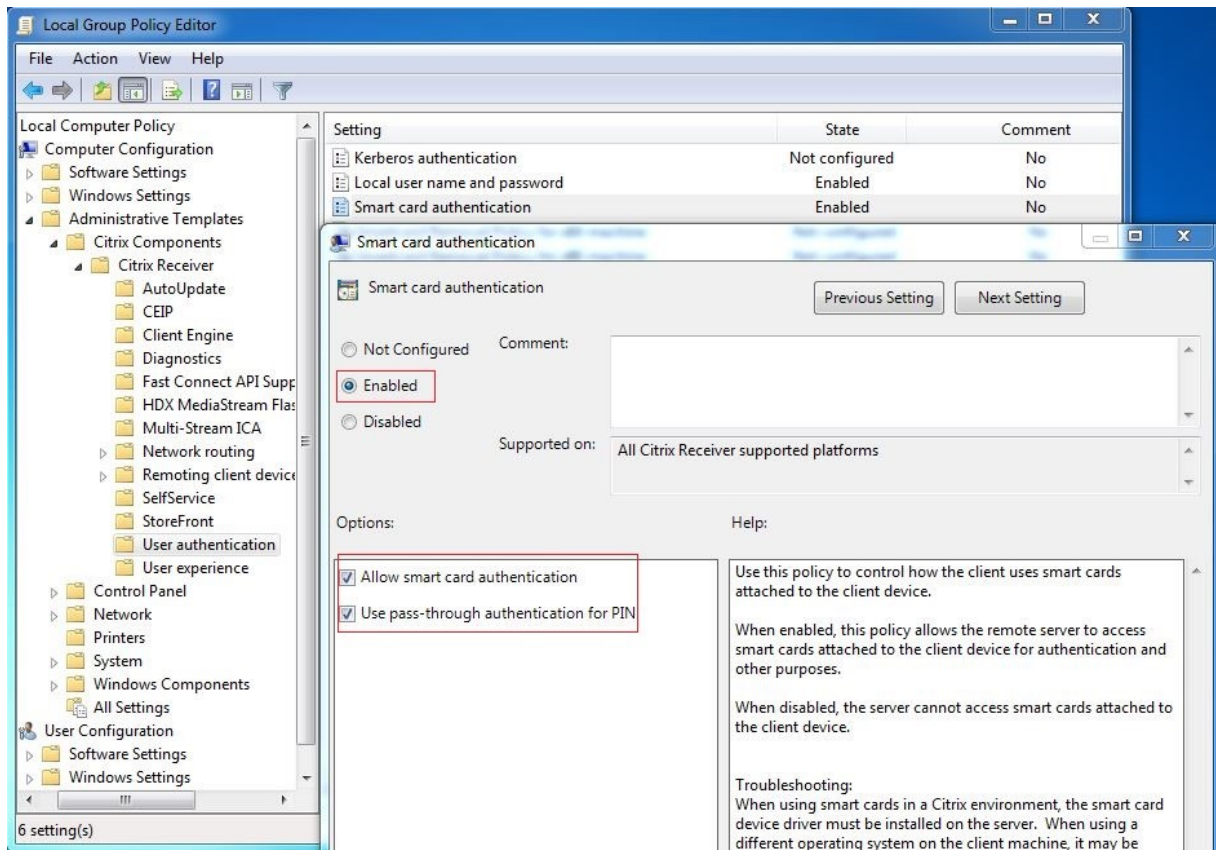 Local Group Policy Editor
File Action View Help
Local Computer Policy
Computer Configuration
Software Settings
Windows Settings
Administrative Templates
Citrix Components
Citrix Receiver
AutoUpdate
CEIP
Client Engine
Diagnostics
Fast Connect API Supp
HDX MediaStream Flas
Multi-Stream ICA
Network routing
Remoting client device
SelfService
StoreFront
User authentication
User experience
Control Panel
Network
Printers
System
Windows Components
All Settings
User Configuration
Software Settings
Windows Settings
6 setting(s)
Setting State Comment
Kerberos authentication Not configured No
Local user name and password Enabled No
Smart card authentication Enabled No
Smart card authentication
Smart card authentication
Previous Setting Next Setting
Not Configured
Enabled
Disabled
Comment:
Supported on: All Citrix Receiver supported platforms
Options:
Allow smart card authentication
Use pass-through authentication for PIN
Help:
Use this policy to control how the client uses smart cards
attached to the client device.
When enabled, this policy allows the remote server to access
smart cards attached to the client device for authentication and
other purposes.
When disabled, the server cannot access smart cards attached to
the client device.
Troubleshooting:
When using smart cards in a Citrix environment, the smart card
device driver must be installed on the server. When using a
different operating system on the client machine, it may be